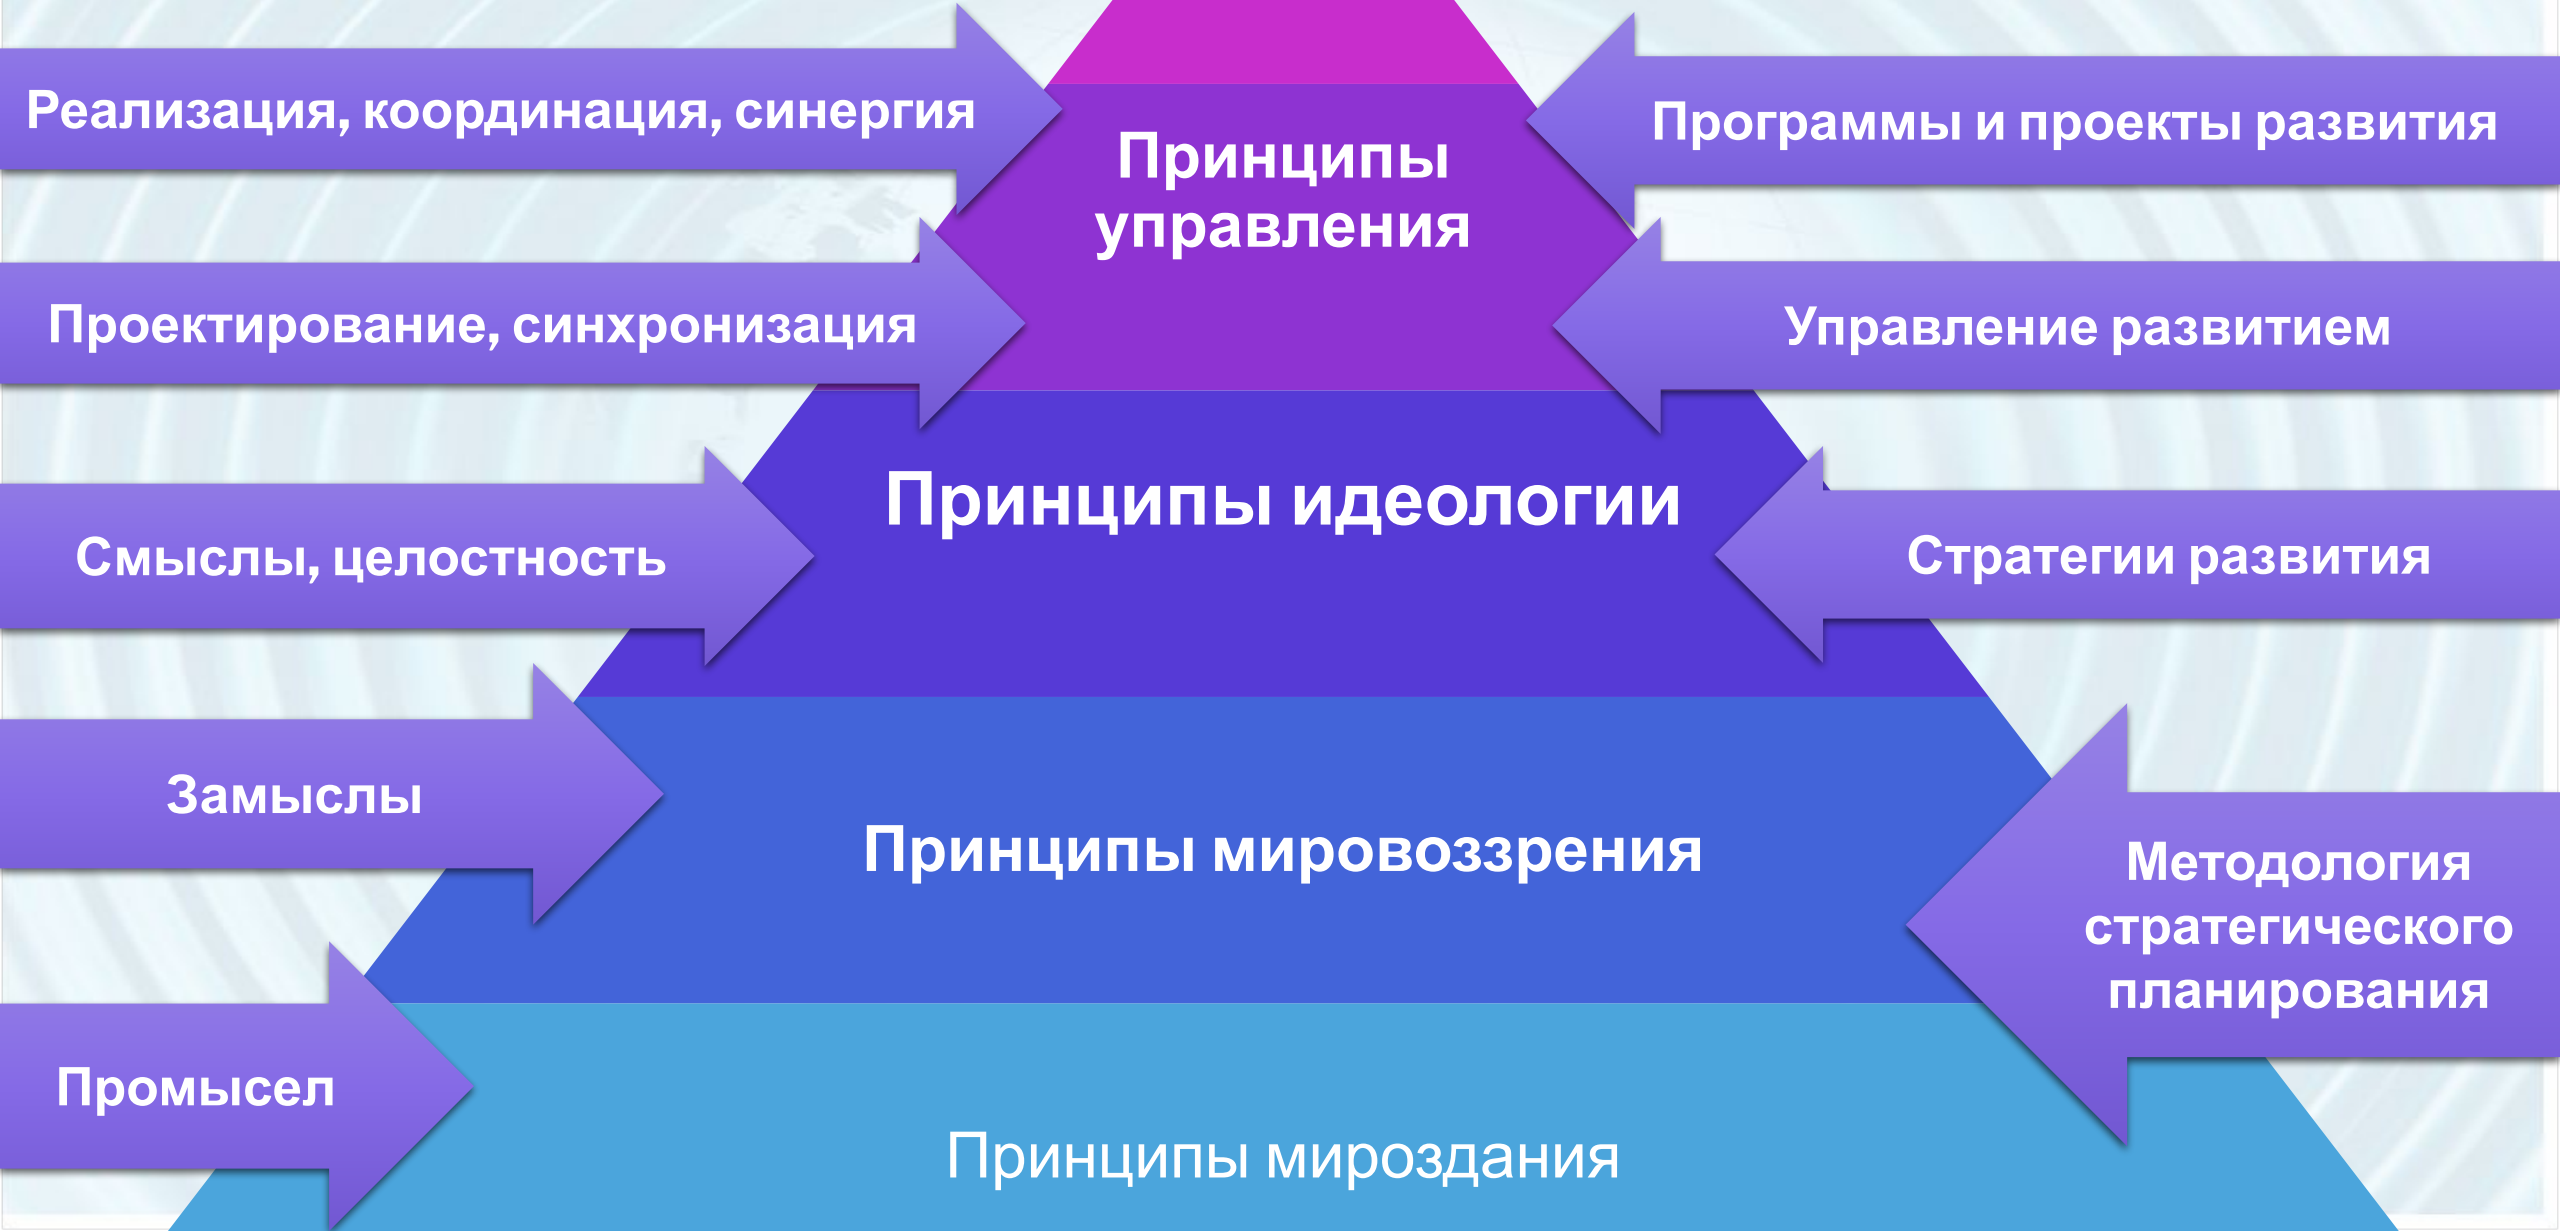 Реализация, координация, синергия
Программы и проекты развития
Принципы
управления
Проектирование, синхронизация
Управление развитием
Принципы идеологии
Смыслы, целостность
Стратегии развития
Замыслы
Принципы мировоззрения
Методология
стратегического
планирования
Промысел
Принципы мироздания